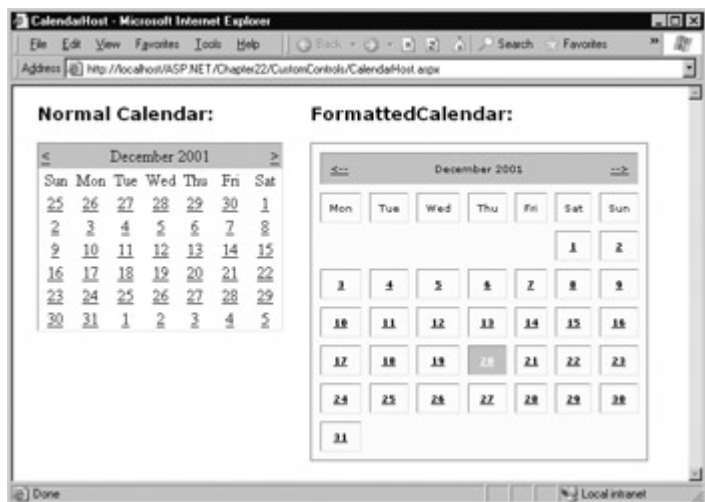 CalendarHost - Microsoft Internet Explorer
File Edit View Favorites Tools Help Back Search Favorites »
Address http://localhost/ASP.NET/Chapter22/CustomControls/CalendarHost.aspx
Normal Calendar:
< December 2001 >
Sun Mon Tue Wed Thu Fri Sat
25 26 27 28 29 30 1
2 3 4 5 6 7 8
9 10 11 12 13 14 15
16 17 18 19 20 21 22
23 24 25 26 27 28 29
30 31 1 2 3 4 5
FormattedCalendar:
<-- December 2001 -->
Mon Tue Wed Thu Fri Sat Sun
1 2
3 4 5 6 7 8 9
10 11 12 13 14 15 16
17 18 19 20 21 22 23
24 25 26 27 28 29 30
31
Done Local intranet